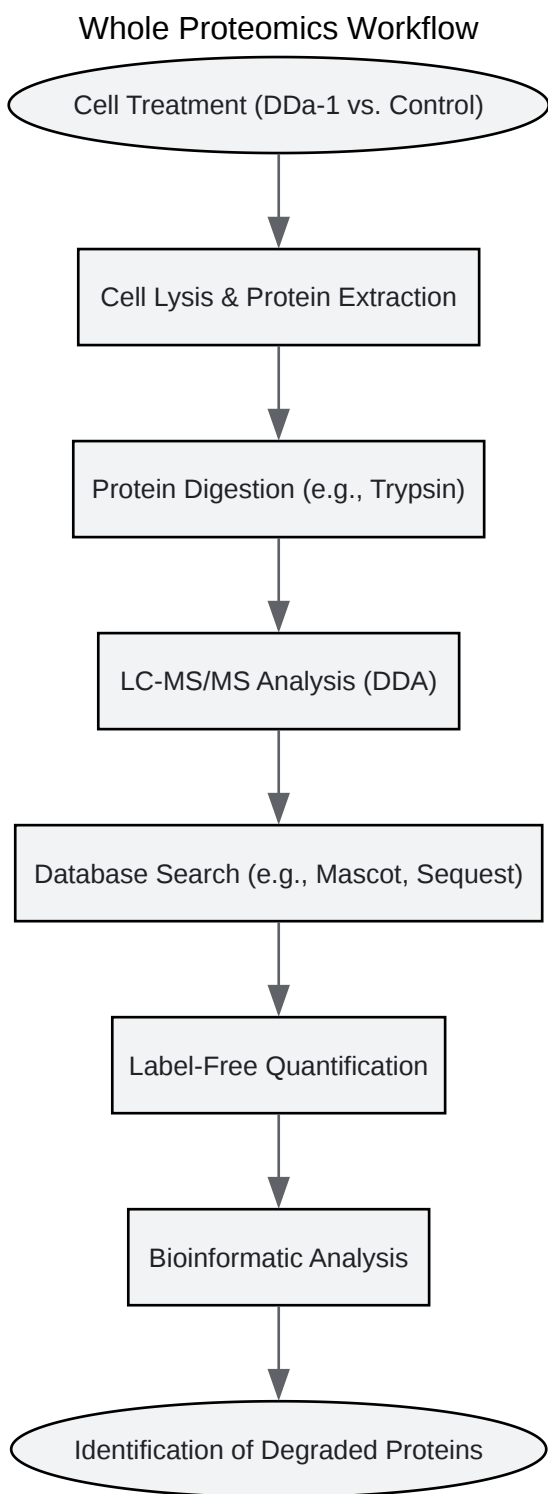 Whole Proteomics Workflow
Cell Treatment (DDa-1 vs. Control)
Cell Lysis & Protein Extraction
Protein Digestion (e.g., Trypsin)
LC-MS/MS Analysis (DDA)
Database Search (e.g., Mascot, Sequest)
Label-Free Quantification
Bioinformatic Analysis
Identification of Degraded Proteins